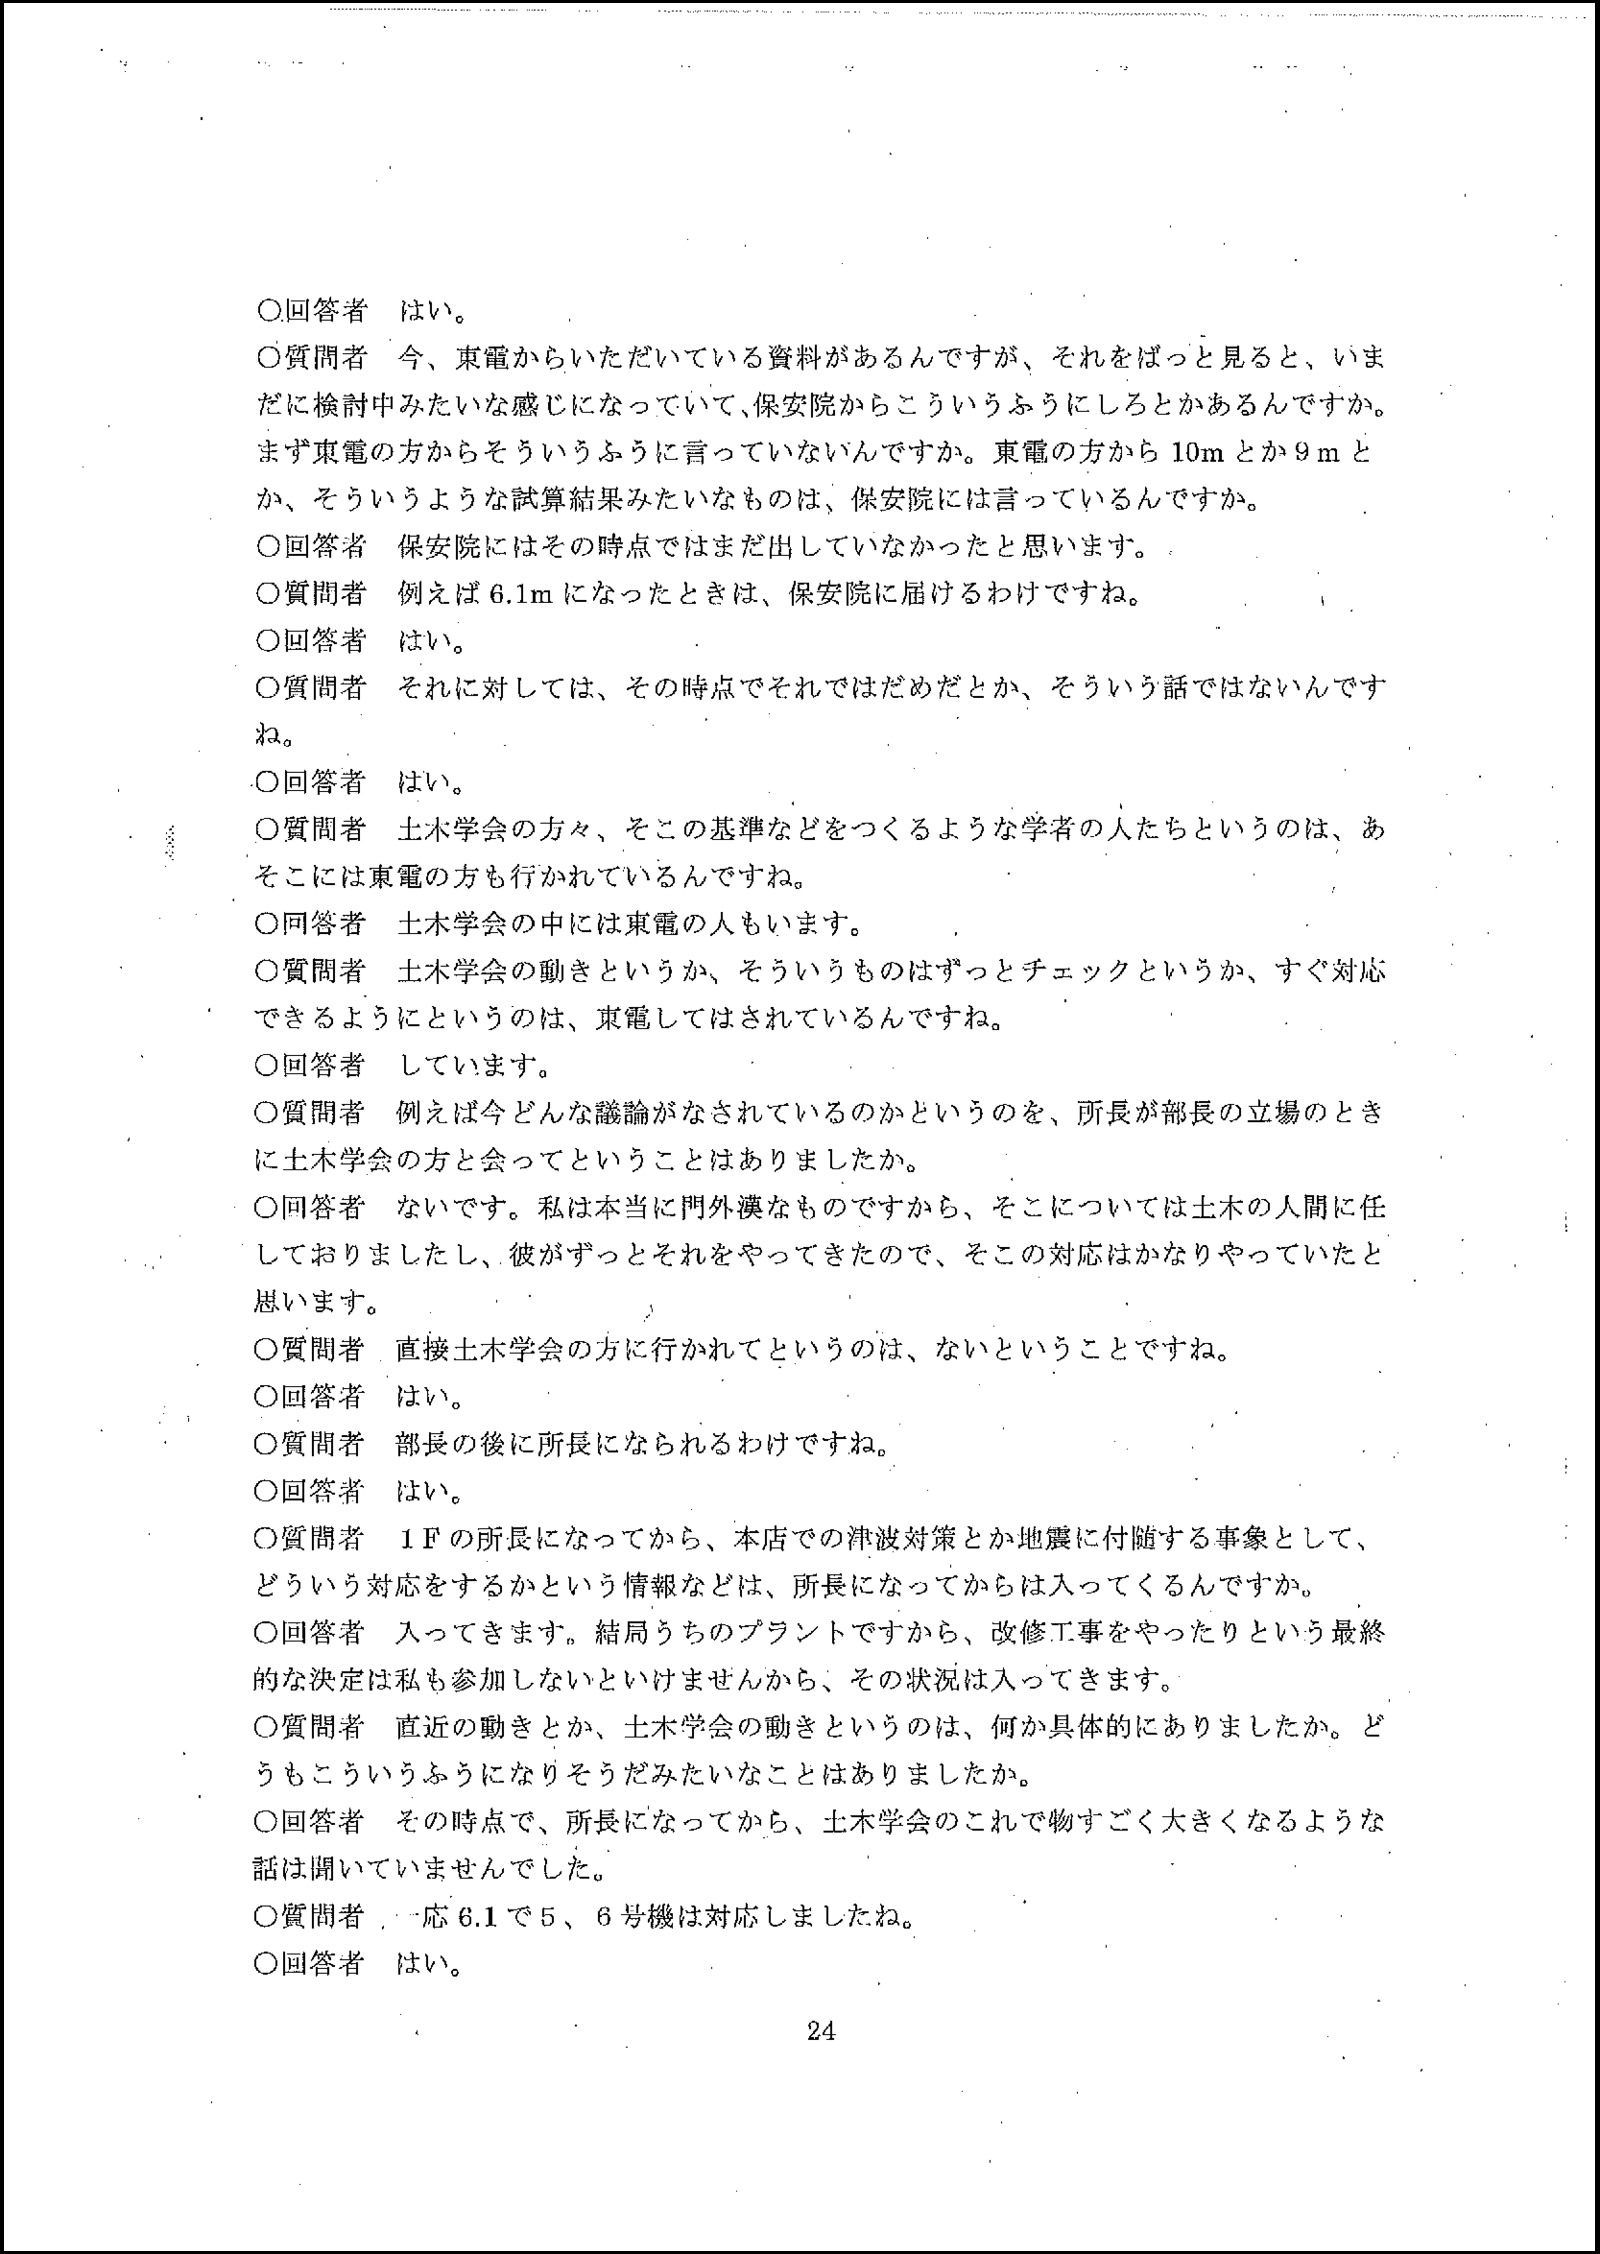 ○回答者　はい。
○質問者　今、東電からいただいている資料があるんですが、それをぱっと見ると、いま
だに検討中みたいな感じになっていて、保安院からこういうふうにしろとかあるんですか。
まず東電の方からそういうふうに言っていないんですか。東電の方から 10m とか９ｍと
か、そういうような試算結果みたいなものは、保安院には言っているんですか。
○回答者　保安院にはその時点ではまだ出していなかったと思います。
○質問者　例えば 6.1m になったときは、保安院に届けるわけですね。
○回答者　はい。
○質問者　それに対しては、その時点でそれではだめだとか、そういう話ではないんです
ね。
○回答者　はい。
○質問者　土木学会の方々、そこの基準などをつくるような学者の人たちというのは、あ
そこには東電の方も行かれているんですね。
○回答者　土木学会の中には東電の人もいます。
○質問者　土木学会の動きというか、そういうものはずっとチェックというか、すぐ対応
できるようにというのは、東電してはされているんですね。
○回答者　しています。
○質問者　例えば今どんな議論がなされているのかというのを、所長が部長の立場のとき
に土木学会の方と会ってということはありましたか。
○回答者　ないです。私は本当に門外漢なものですから、そこについては土木の人間に任
しておりましたし、彼がずっとそれをやってきたので、そこの対応はかなりやっていたと
思います。
○質問者　直接土木学会の方に行かれてというのは、ないということですね。
○回答者　はい。
○質問者　部長の後に所長になられるわけですね。
○回答者　はい。
○質問者　１Ｆの所長になってから、本店での津波対策とか地震に付随する事象として、
どういう対応をするかという情報などは、所長になってからは入ってくるんですか。
○回答者　入ってきます。結局うちのプラントですから、改修工事をやったりという最終
的な決定は私も参加しないといけませんから、その状況は入ってきます。
○質問者　直近の動きとか、土木学会の動きというのは、何か具体的にありましたか。ど
うもこういうふうになりそうだみたいなことはありましたか。
○回答者　その時点で、所長になってから、土木学会のこれで物すごく大きくなるような
話は聞いていませんでした。
○質問者　一応 6.1 で５、６号機は対応しましたね。
○回答者　はい。
24